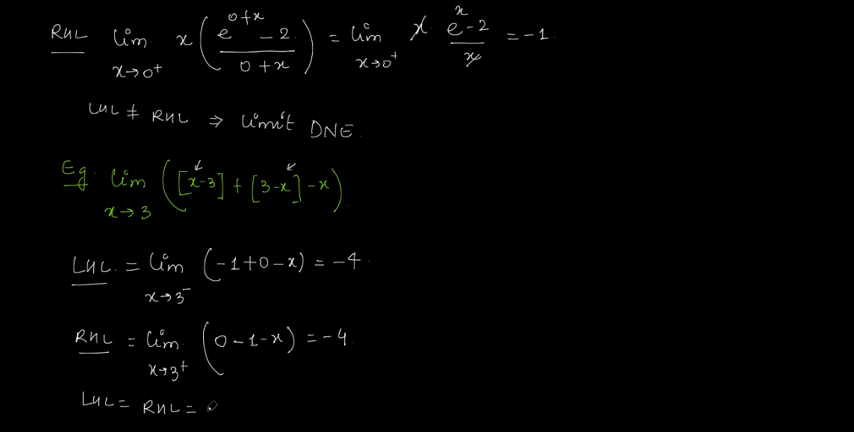 RHL lim x→0⁺ x( (e^(0+x) − 2) / (0+x) ) = lim x→0⁺ x (e^x − 2)/x = −1.
LHL ≠ RHL ⇒ limit DNE.
Eg. lim x→3 ([x−3] + [3−x] − x)
LHL = lim x→3⁻ (−1+0−x) = −4.
RHL = lim x→3⁺ (0−1−x) = −4.
LHL = RHL =